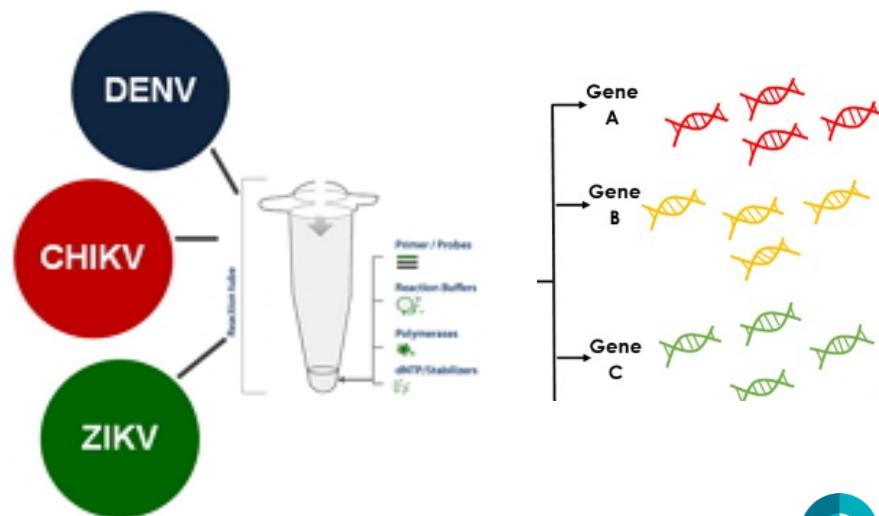 DENV
CHIKV
ZIKV
Reaction tube
Primer / Probes
Reaction Buffers
Polymerases
dNTP/Stabilizers
Gene
A
Gene
B
Gene
C